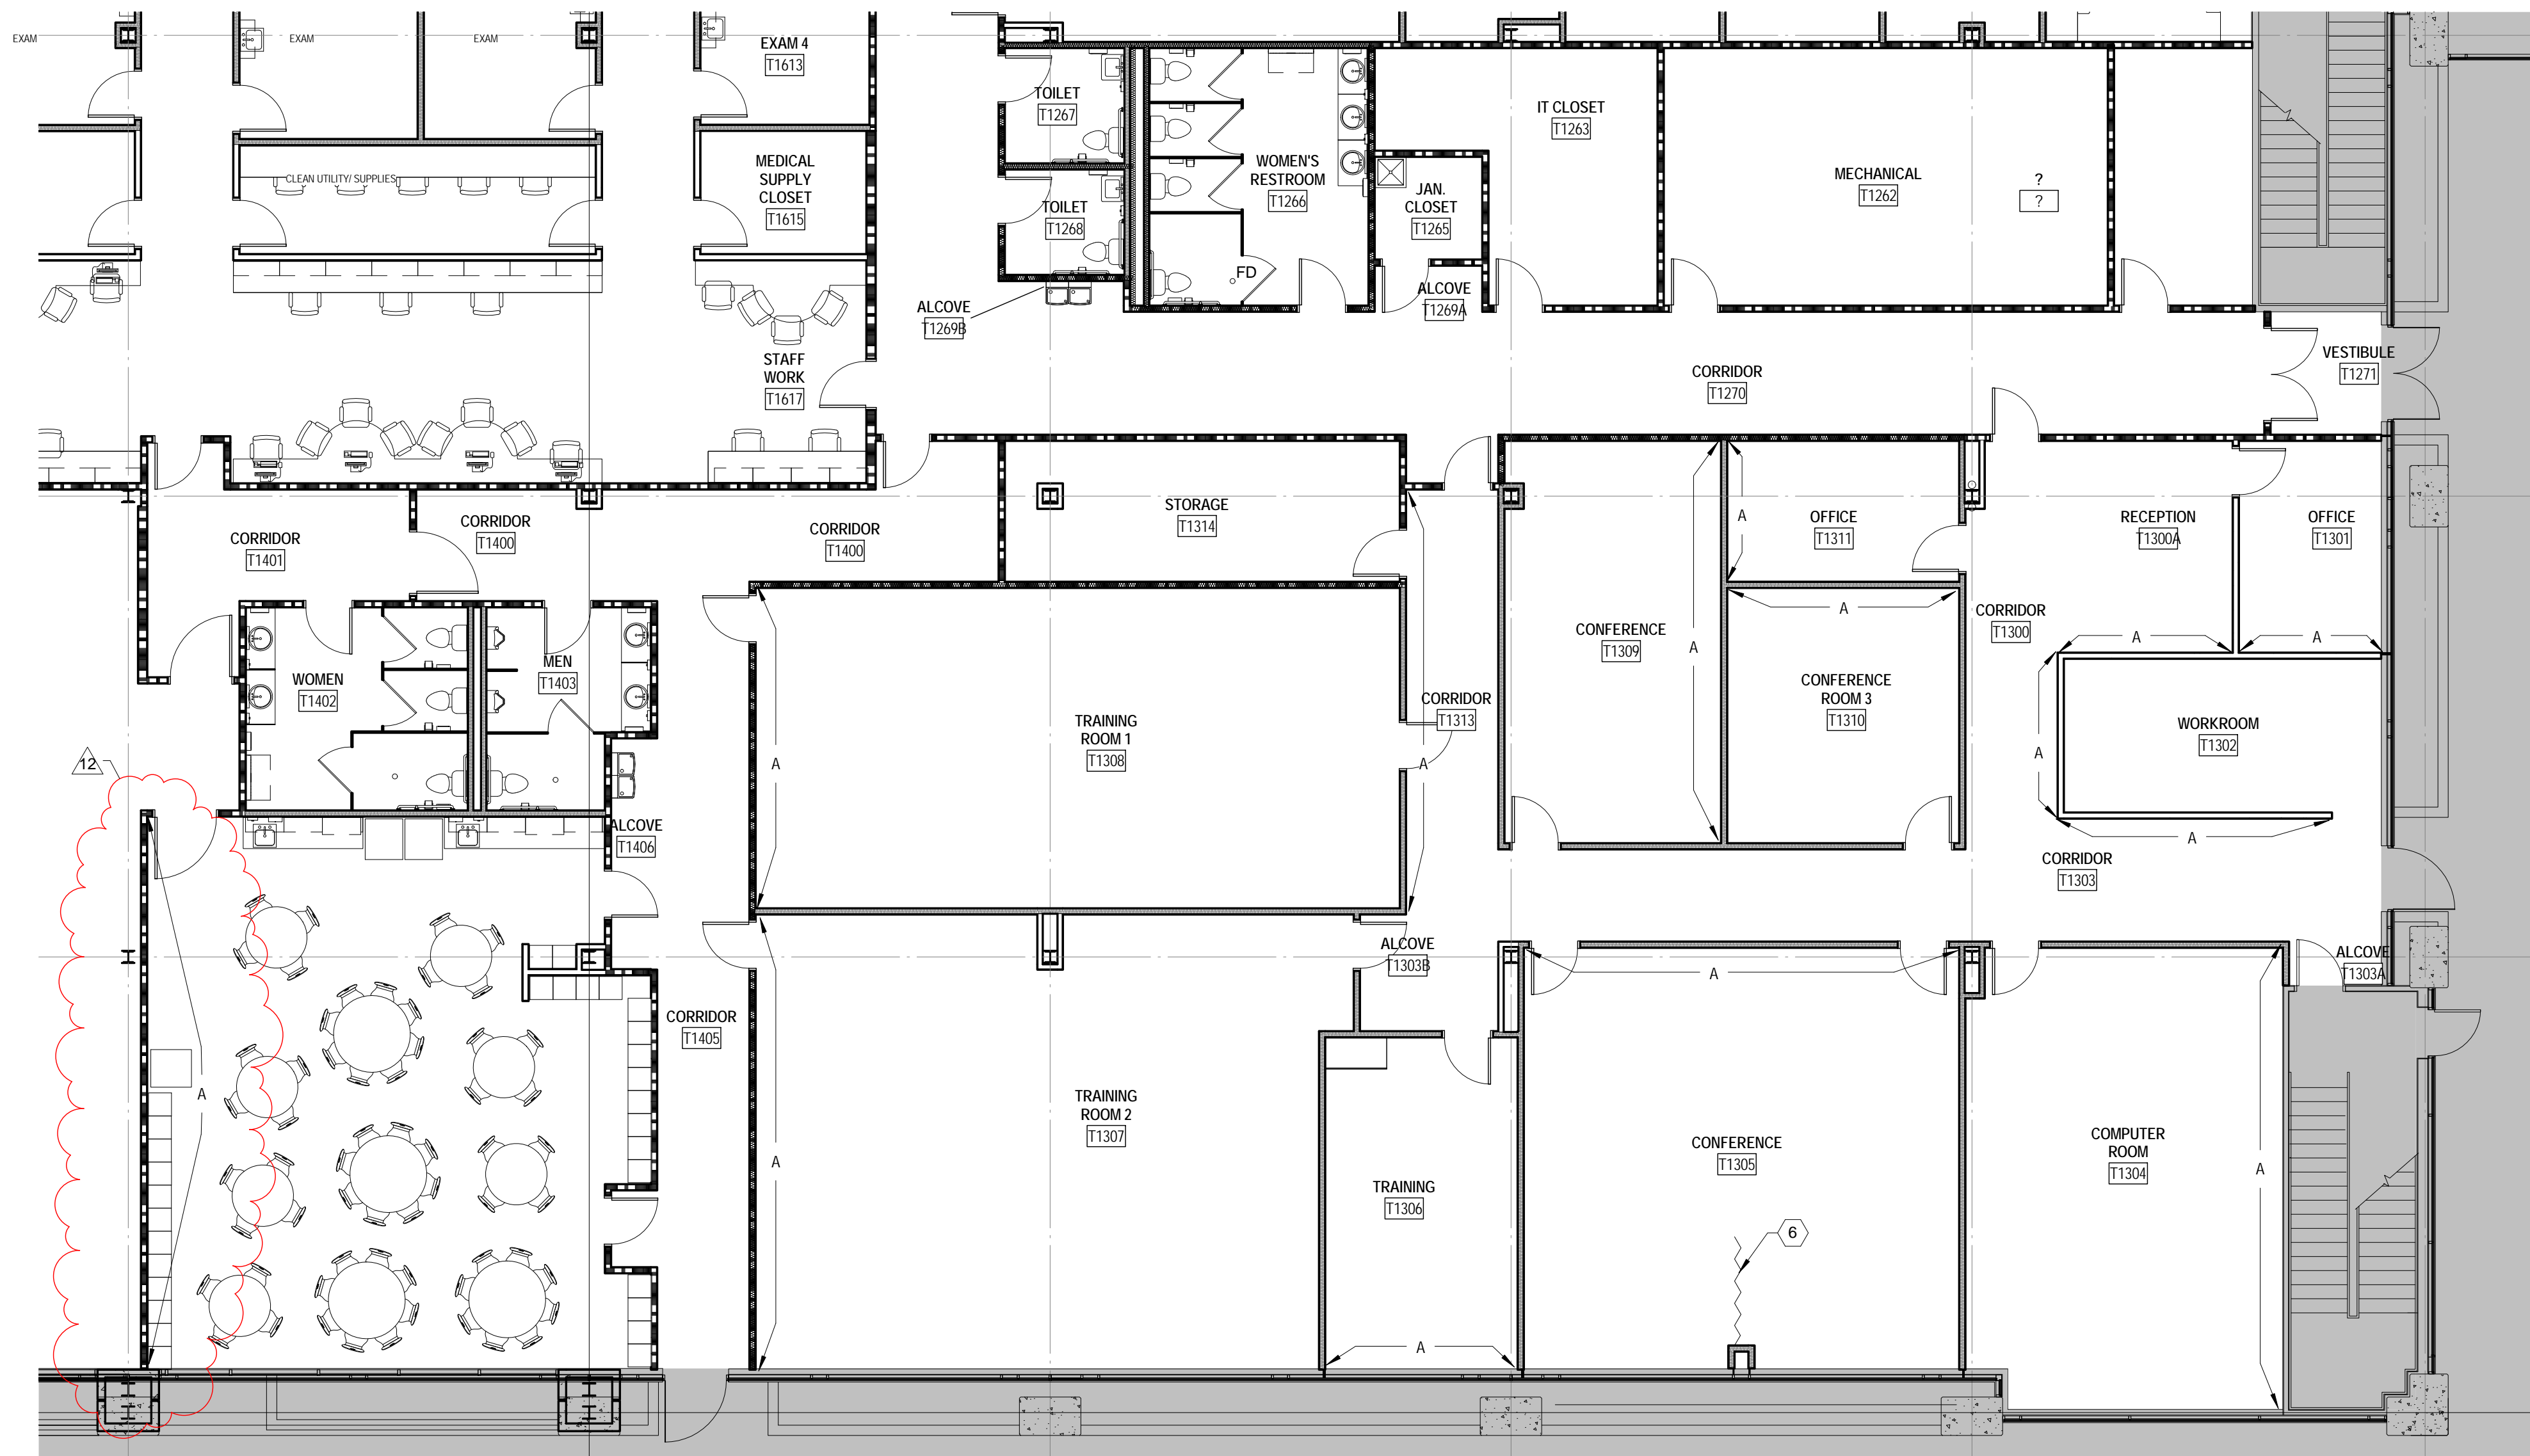 EXAM
EXAM
EXAM
EXAM 4
T1613
TOILET
T1267
IT CLOSET
T1263
MEDICAL
SUPPLY
CLOSET
T1615
CLEAN UTILITY/ SUPPLIES
TOILET
T1268
WOMEN'S
RESTROOM
T1266
JAN.
CLOSET
T1265
MECHANICAL
T1262
?
?
FD
ALCOVE
T1269B
ALCOVE
T1269A
STAFF
WORK
T1617
CORRIDOR
T1270
VESTIBULE
T1271
CORRIDOR
T1401
CORRIDOR
T1400
CORRIDOR
T1400
STORAGE
T1314
A
OFFICE
T1311
RECEPTION
T1300A
OFFICE
T1301
WOMEN
T1402
MEN
T1403
CONFERENCE
T1309
A
A
CORRIDOR
T1300
A
A
TRAINING
ROOM 1
T1308
A
CORRIDOR
T1313
A
CONFERENCE
ROOM 3
T1310
A
WORKROOM
T1302
A
12
ALCOVE
T1406
CORRIDOR
T1303
ALCOVE
T1303B
A
ALCOVE
T1303A
CORRIDOR
T1405
A
TRAINING
ROOM 2
T1307
A
TRAINING
T1306
A
CONFERENCE
T1305
6
COMPUTER
ROOM
T1304
A